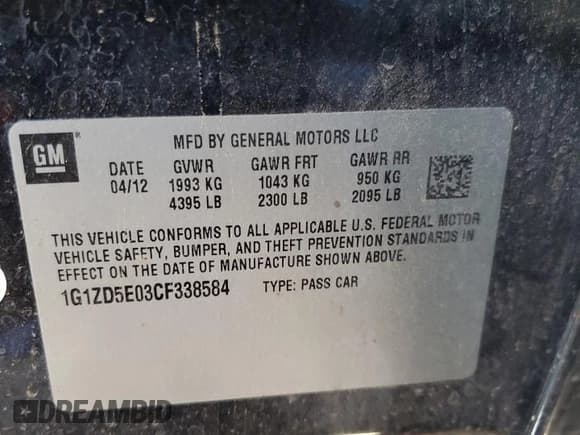 GM ®
MFD BY GENERAL MOTORS LLC
DATE GVWR GAWR FRT GAWR RR
04/12 1993 KG 1043 KG 950 KG
4395 LB 2300 LB 2095 LB
THIS VEHICLE CONFORMS TO ALL APPLICABLE U.S. FEDERAL MOTOR
VEHICLE SAFETY, BUMPER, AND THEFT PREVENTION STANDARDS IN
EFFECT ON THE DATE OF MANUFACTURE SHOWN ABOVE.
1G1ZD5E03CF338584 TYPE: PASS CAR
DREAMBID